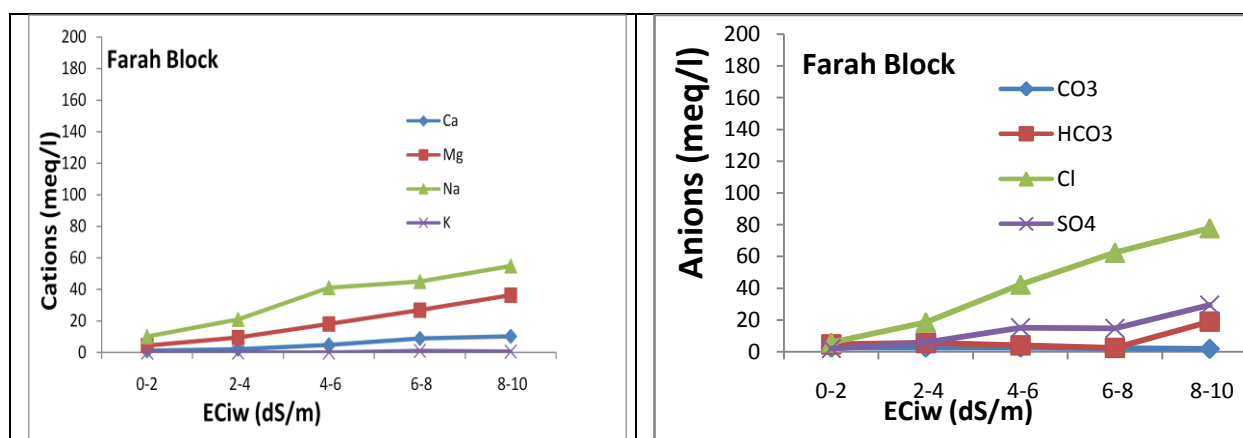 200
180
160
140
120
100
80
60
40
20
0
Cations (meq/l)
Farah Block
Ca
Mg
Na
K
0-2
2-4
4-6
6-8
8-10
ECiw (dS/m)
200
180
160
140
120
100
80
60
40
20
0
Anions (meq/l)
Farah Block
CO3
HCO3
Cl
SO4
0-2
2-4
4-6
6-8
8-10
ECiw (dS/m)